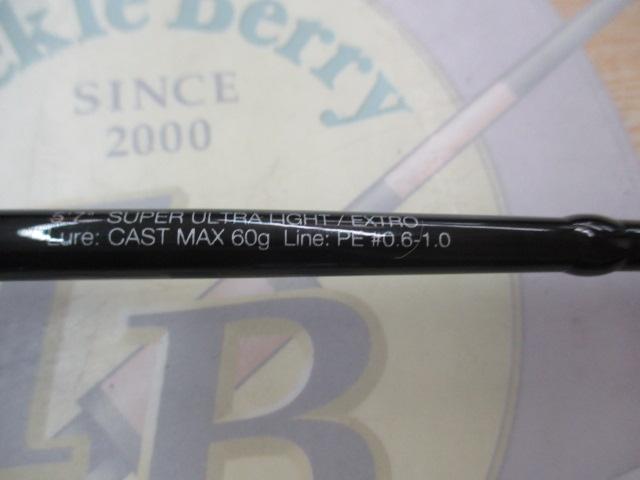 ckle Berry
SINCE
2000
SUPER ULTRA LIGHT / EXTRO
Lure: CAST MAX 60g Line: PE #0.6-1.0
B